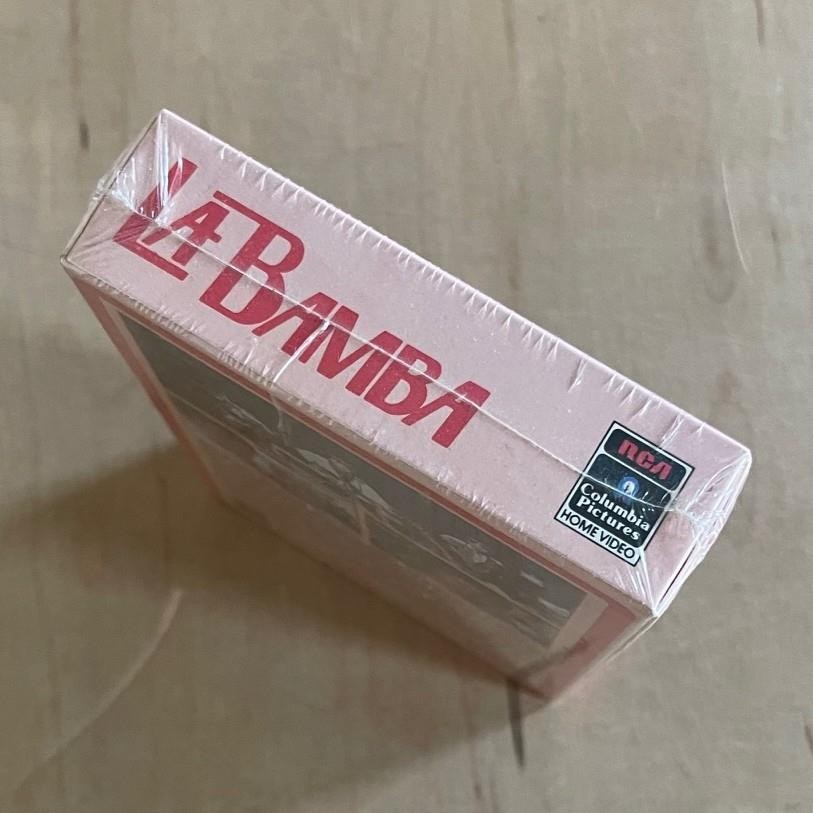 LA BAMBA
RCA
Columbia
Pictures
HOME VIDEO